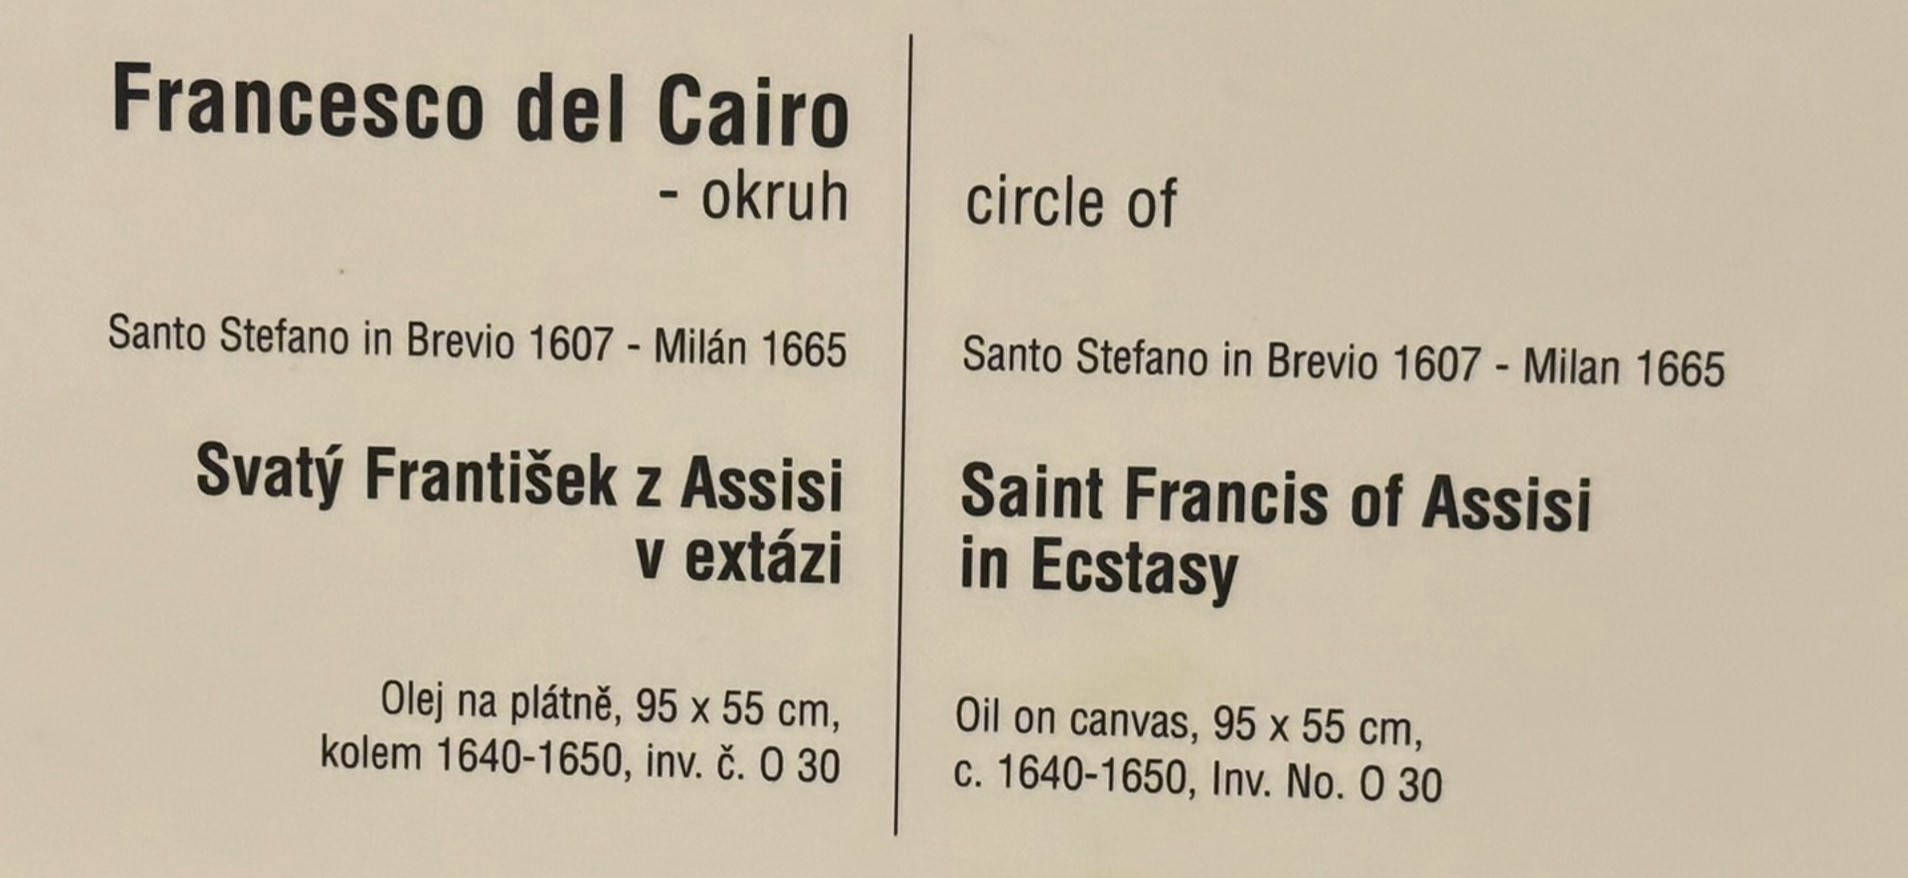 Francesco del Cairo
- okruh
Santo Stefano in Brevio 1607 - Milán 1665
Svatý František z Assisi
v extázi
Olej na plátně, 95 x 55 cm,
kolem 1640-1650, inv. č. O 30
circle of
Santo Stefano in Brevio 1607 - Milan 1665
Saint Francis of Assisi
in Ecstasy
Oil on canvas, 95 x 55 cm,
c. 1640-1650, Inv. No. O 30